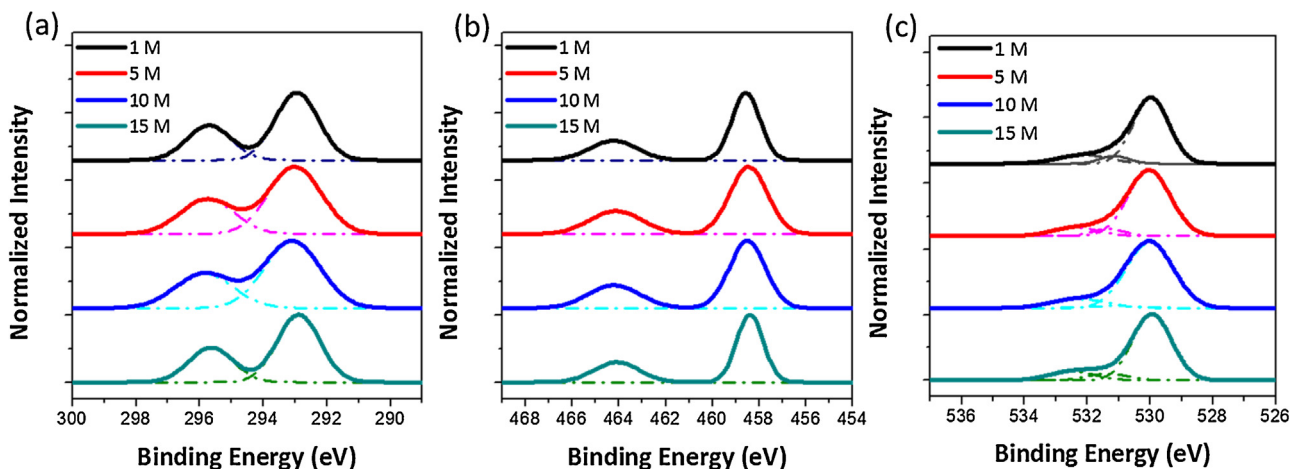 (a)
1 M
5 M
10 M
15 M
Normalized Intensity
300 298 296 294 292 290
Binding Energy (eV)
(b)
1 M
5 M
10 M
15 M
Normalized Intensity
468 466 464 462 460 458 456 454
Binding Energy (eV)
(c)
1 M
5 M
10 M
15 M
Normalized Intensity
536 534 532 530 528 526
Binding Energy (eV)